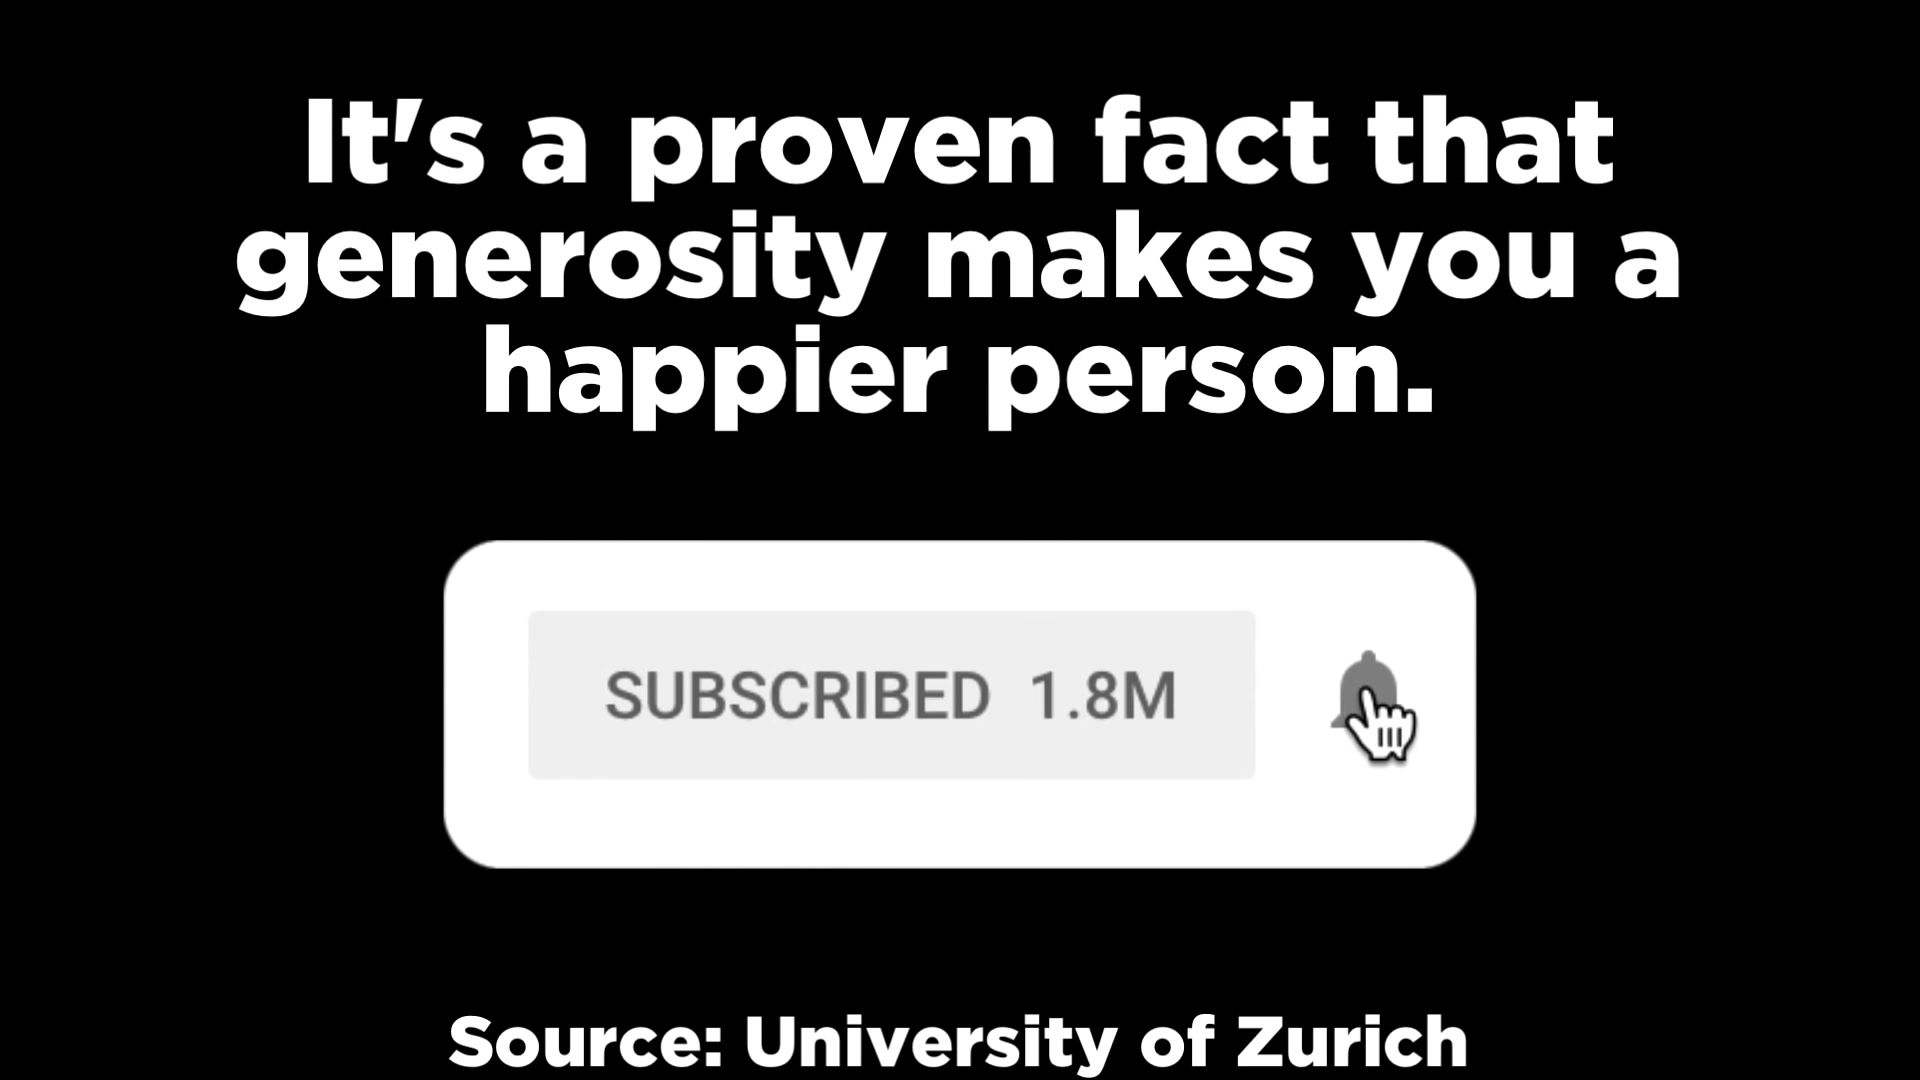 It's a proven fact that
generosity makes you a
happier person.
SUBSCRIBED 1.8M
Source: University of Zurich